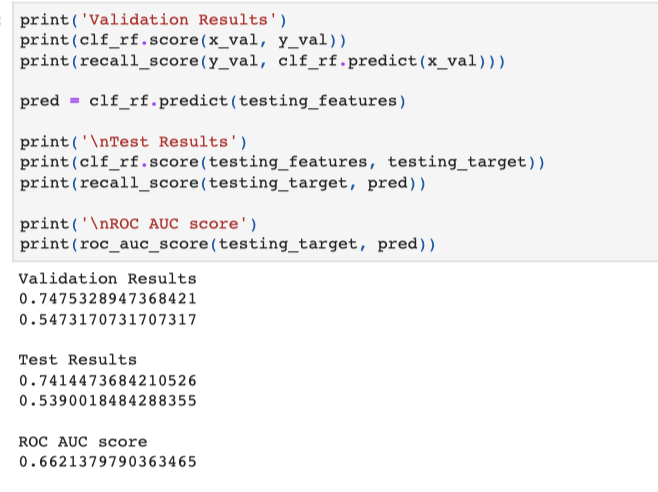 print('Validation Results')
print(clf_rf.score(x_val, y_val))
print(recall_score(y_val, clf_rf.predict(x_val)))
pred = clf_rf.predict(testing_features)
print('\nTest Results')
print(clf_rf.score(testing_features, testing_target))
print(recall_score(testing_target, pred))
print('\nROC AUC score')
print(roc_auc_score(testing_target, pred))
Validation Results
0.7475328947368421
0.5473170731707317
Test Results
0.7414473684210526
0.5390018484288355
ROC AUC score
0.6621379790363465